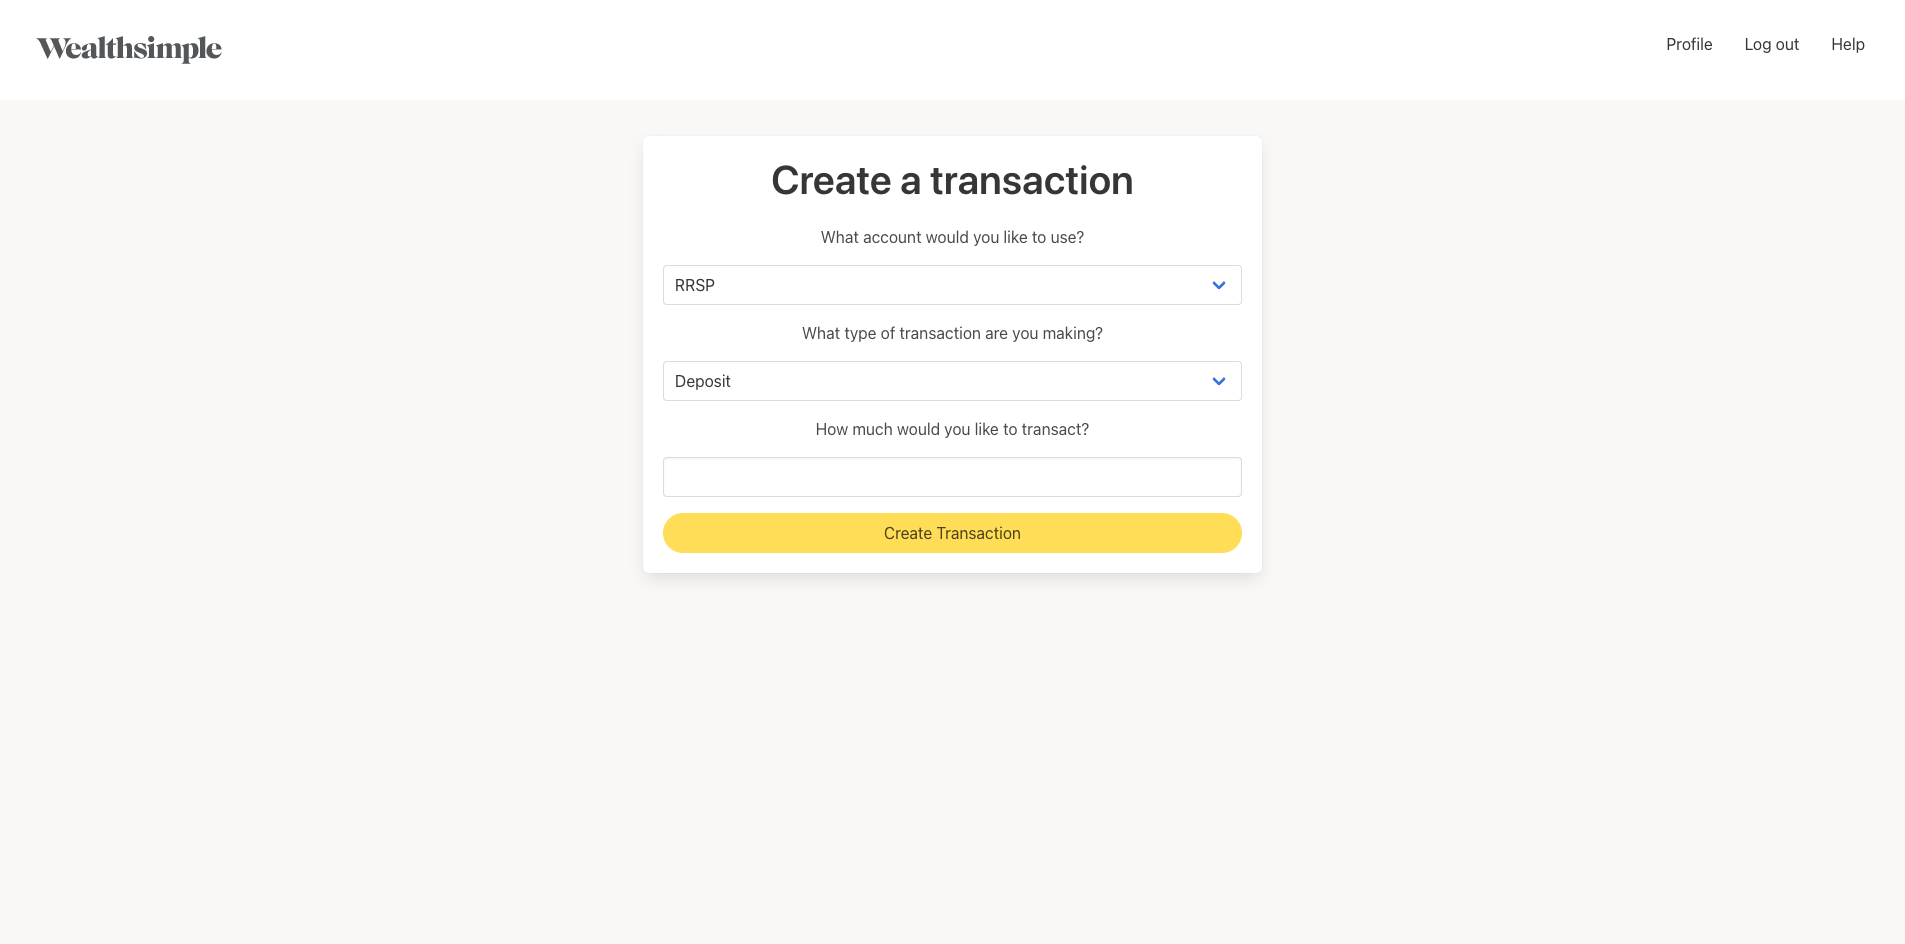 Wealthsimple
Profile Log out Help
Create a transaction
What account would you like to use?
RRSP
What type of transaction are you making?
Deposit
How much would you like to transact?
Create Transaction